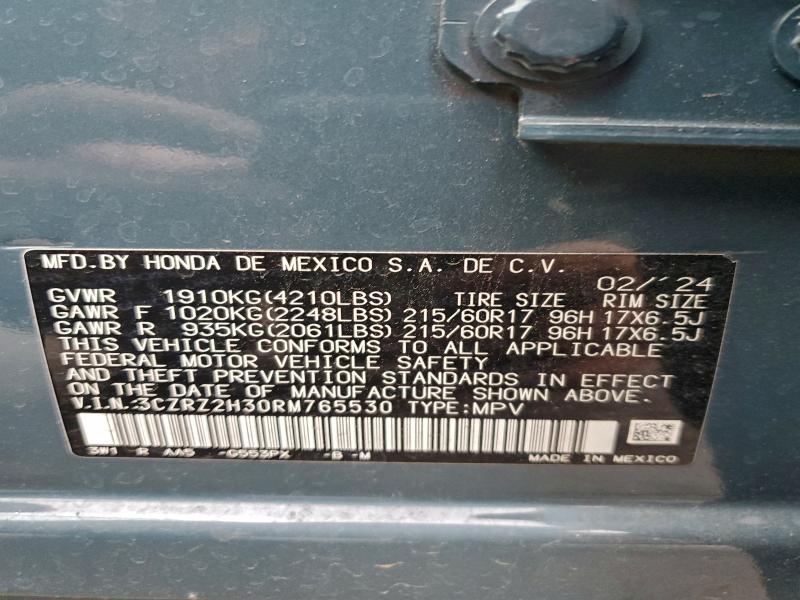 MFD.BY HONDA DE MEXICO S.A. DE C.V.
02/'24
GVWR 1910KG(4210LBS) TIRE SIZE RIM SIZE
GAWR F 1020KG(2248LBS) 215/60R17 96H 17X6.5J
GAWR R 935KG(2061LBS) 215/60R17 96H 17X6.5J
THIS VEHICLE CONFORMS TO ALL APPLICABLE
FEDERAL MOTOR VEHICLE SAFETY
AND THEFT PREVENTION STANDARDS IN EFFECT
ON THE DATE OF MANUFACTURE SHOWN ABOVE.
V.I.N.:3CZRZ2H30RM765530 TYPE:MPV
3W1 R AA5 -G553PX -B -M
MADE IN MEXICO